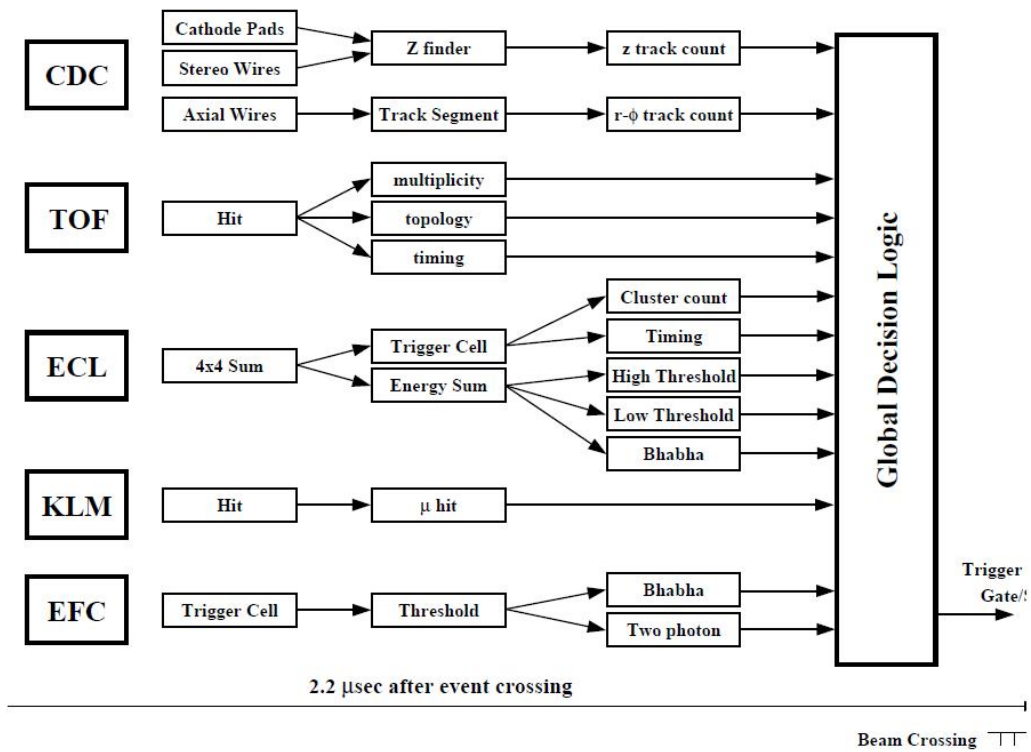 CDC
Cathode Pads
Stereo Wires
Z finder
z track count
Axial Wires
Track Segment
r-φ track count
TOF
Hit
multiplicity
topology
timing
ECL
4x4 Sum
Trigger Cell
Energy Sum
Cluster count
Timing
High Threshold
Low Threshold
Bhabha
KLM
Hit
μ hit
EFC
Trigger Cell
Threshold
Bhabha
Two photon
Global Decision Logic
Trigger
Gate/
2.2 μsec after event crossing
Beam Crossing